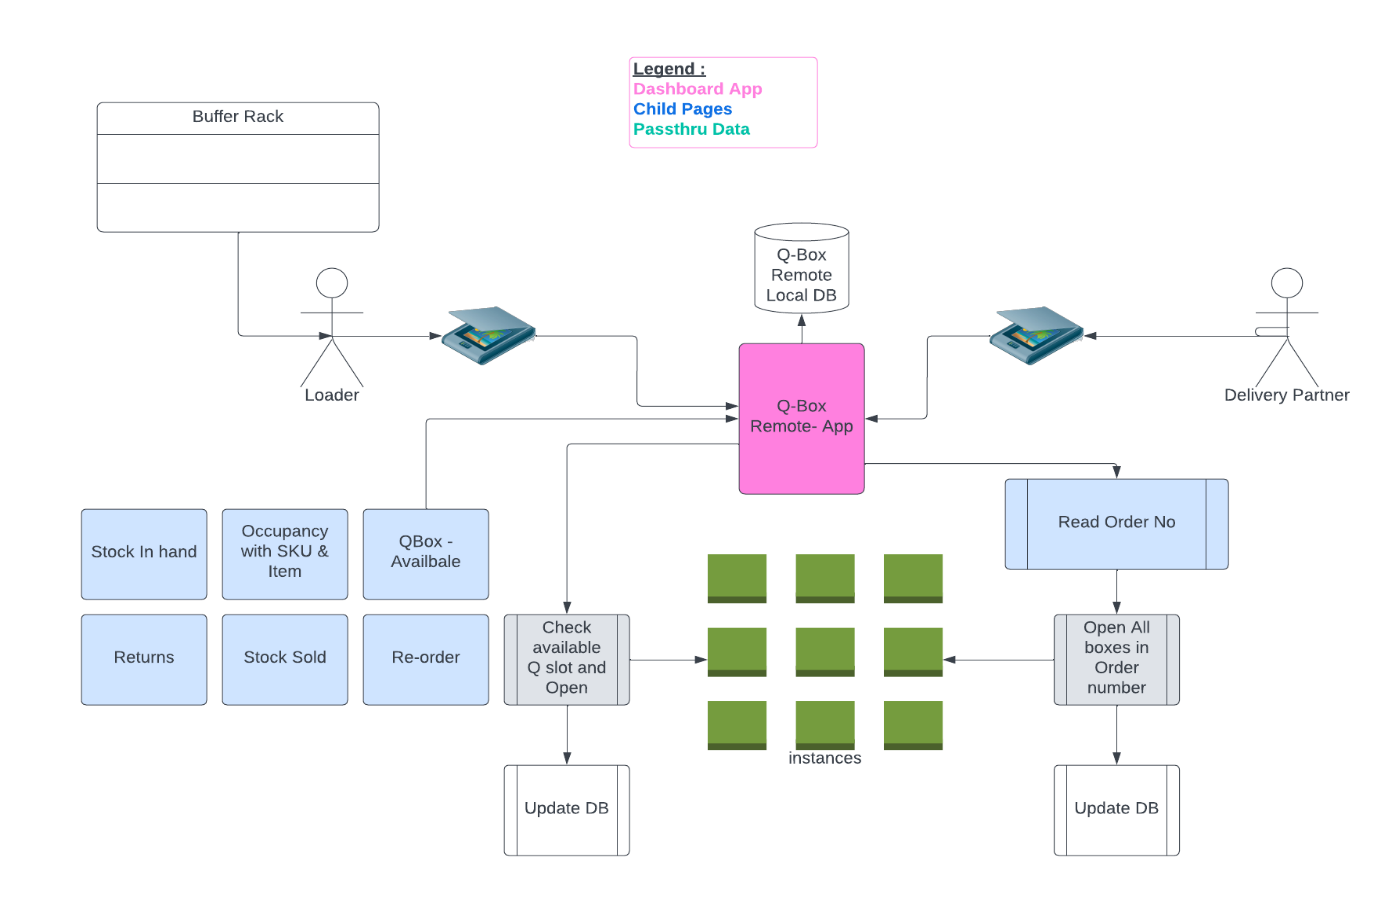 Legend :
Dashboard App
Child Pages
Passthru Data
Buffer Rack
Q-Box
Remote
Local DB
Loader
Delivery Partner
Q-Box
Remote- App
Stock In hand
Occupancy
with SKU &
Item
QBox -
Availbale
Read Order No
Returns
Stock Sold
Re-order
Check
available
Q slot and
Open
Open All
boxes in
Order
number
instances
Update DB
Update DB